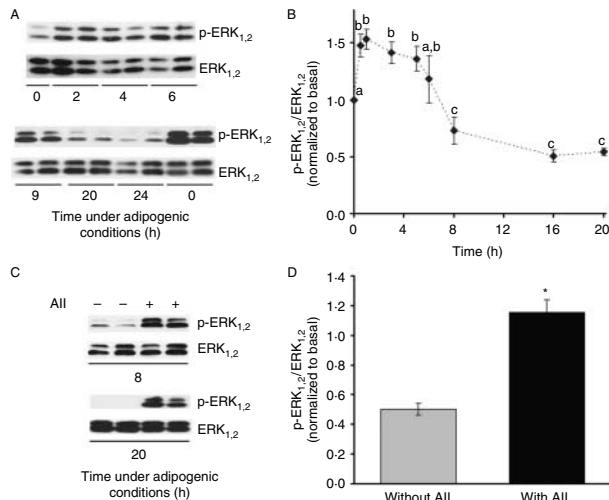 A
p-ERK1,2
ERK1,2
0 2 4 6
p-ERK1,2
ERK1,2
9 20 24 0
Time under adipogenic
conditions (h)
B
p-ERK1,2/ERK1,2
(normalized to basal)
1·5
1·0
0·5
0·0
a
b
b
b
b
a,b
c
c
c
0 4 8 12 16 20
Time (h)
C
AII – – + +
p-ERK1,2
ERK1,2
8
p-ERK1,2
ERK1,2
20
Time under adipogenic
conditions (h)
D
p-ERK1,2/ERK1,2
(normalized to basal)
1·4
1·2
1·0
0·8
0·6
0·4
0·2
0·0
*
Without AII With AII